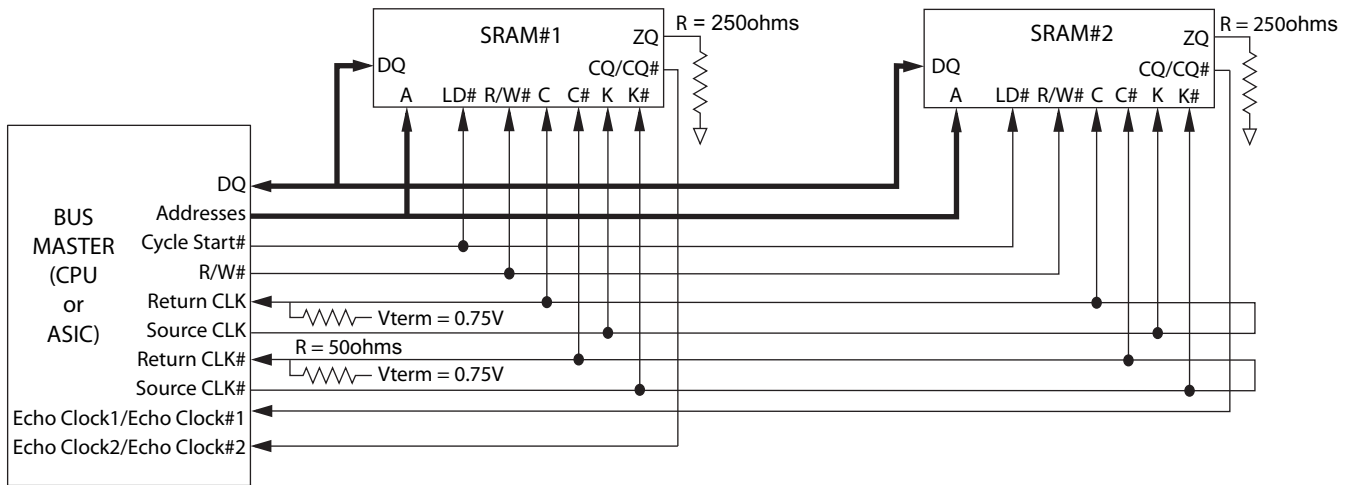 SRAM#1
ZQ
R = 250ohms
DQ
CQ/CQ#
A LD# R/W# C C# K K#
SRAM#2
ZQ
R = 250ohms
DQ
CQ/CQ#
A LD# R/W# C C# K K#
BUS
MASTER
(CPU
or
ASIC)
DQ
Addresses
Cycle Start#
R/W#
Return CLK
Source CLK
Return CLK#
Source CLK#
Echo Clock1/Echo Clock#1
Echo Clock2/Echo Clock#2
Vterm = 0.75V
R = 50ohms
Vterm = 0.75V